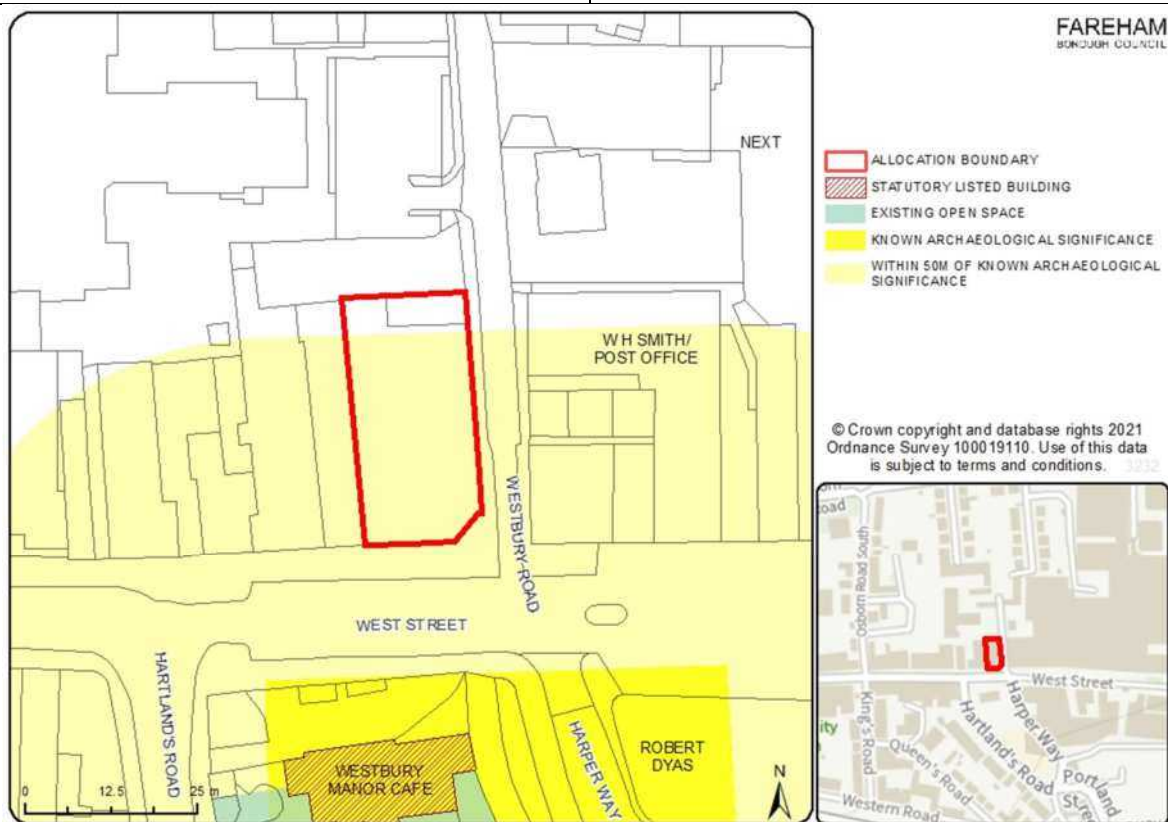 FAREHAM
BOROUGH COUNCIL
NEXT
ALLOCATION BOUNDARY
STATUTORY LISTED BUILDING
EXISTING OPEN SPACE
KNOWN ARCHAEOLOGICAL SIGNIFICANCE
WITHIN 50M OF KNOWN ARCHAEOLOGICAL
SIGNIFICANCE
W H SMITH/
POST OFFICE
WESTBURY ROAD
WEST STREET
HARTLAND'S ROAD
HARPER WAY
WESTBURY
MANOR CAFE
ROBERT
DYAS
0 12.5 25 m
N
© Crown copyright and database rights 2021
Ordnance Survey 100019110. Use of this data
is subject to terms and conditions. 3232
Osborn Road South
West Street
King's Road
Harper Way
Hartland's Road
Queen's Road
Portland
Western Road